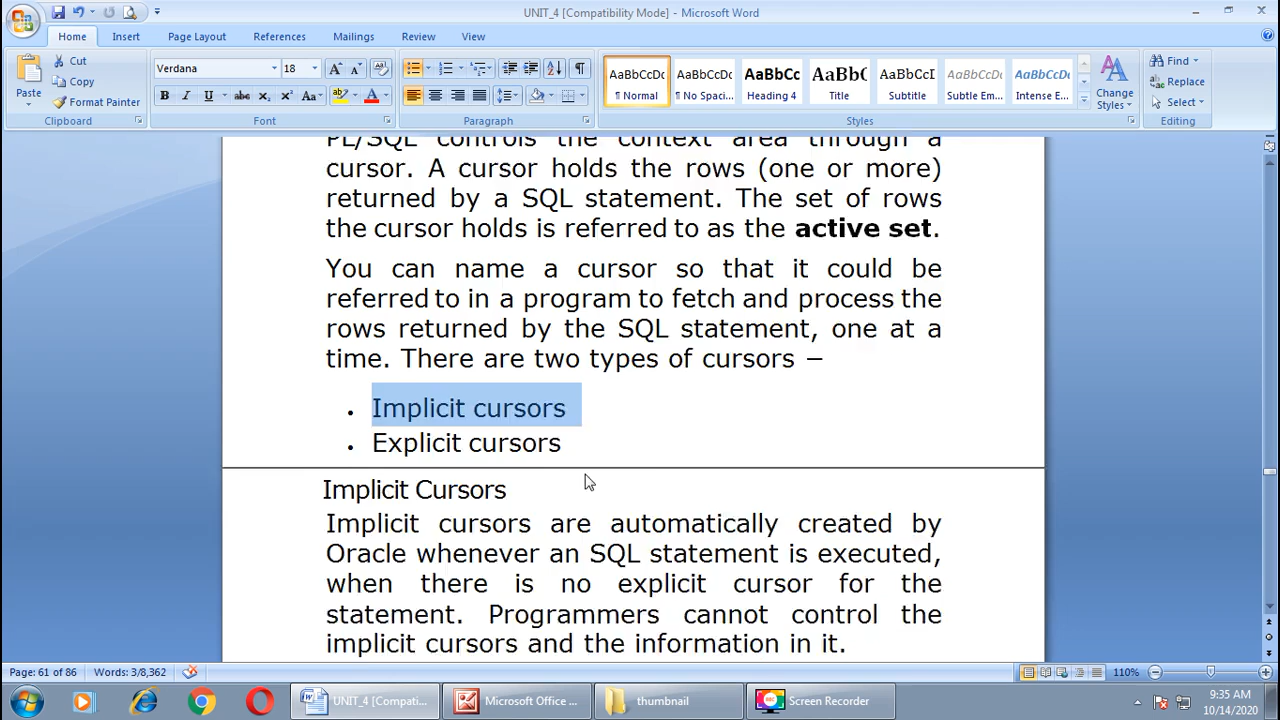 UNIT_4 [Compatibility Mode] - Microsoft Word
Home Insert Page Layout References Mailings Review View
Paste Cut Copy Format Painter Clipboard
Verdana 18 Font
Paragraph
AaBbCcDc ¶ Normal
AaBbCcDc ¶ No Spaci...
AaBbCc Heading 4
AaBb( Title
AaBbCcI Subtitle
AaBbCcDc Subtle Em...
AaBbCcDc Intense E...
Change Styles
Styles
Find Replace Select Editing
PL/SQL controls the context area through a
cursor. A cursor holds the rows (one or more)
returned by a SQL statement. The set of rows
the cursor holds is referred to as the active set.
You can name a cursor so that it could be
referred to in a program to fetch and process the
rows returned by the SQL statement, one at a
time. There are two types of cursors −
• Implicit cursors
• Explicit cursors
Implicit Cursors
Implicit cursors are automatically created by
Oracle whenever an SQL statement is executed,
when there is no explicit cursor for the
statement. Programmers cannot control the
implicit cursors and the information in it.
Page: 61 of 86 Words: 3/8,362 110%
UNIT_4 [Compati... Microsoft Office ... thumbnail Screen Recorder
9:35 AM
10/14/2020